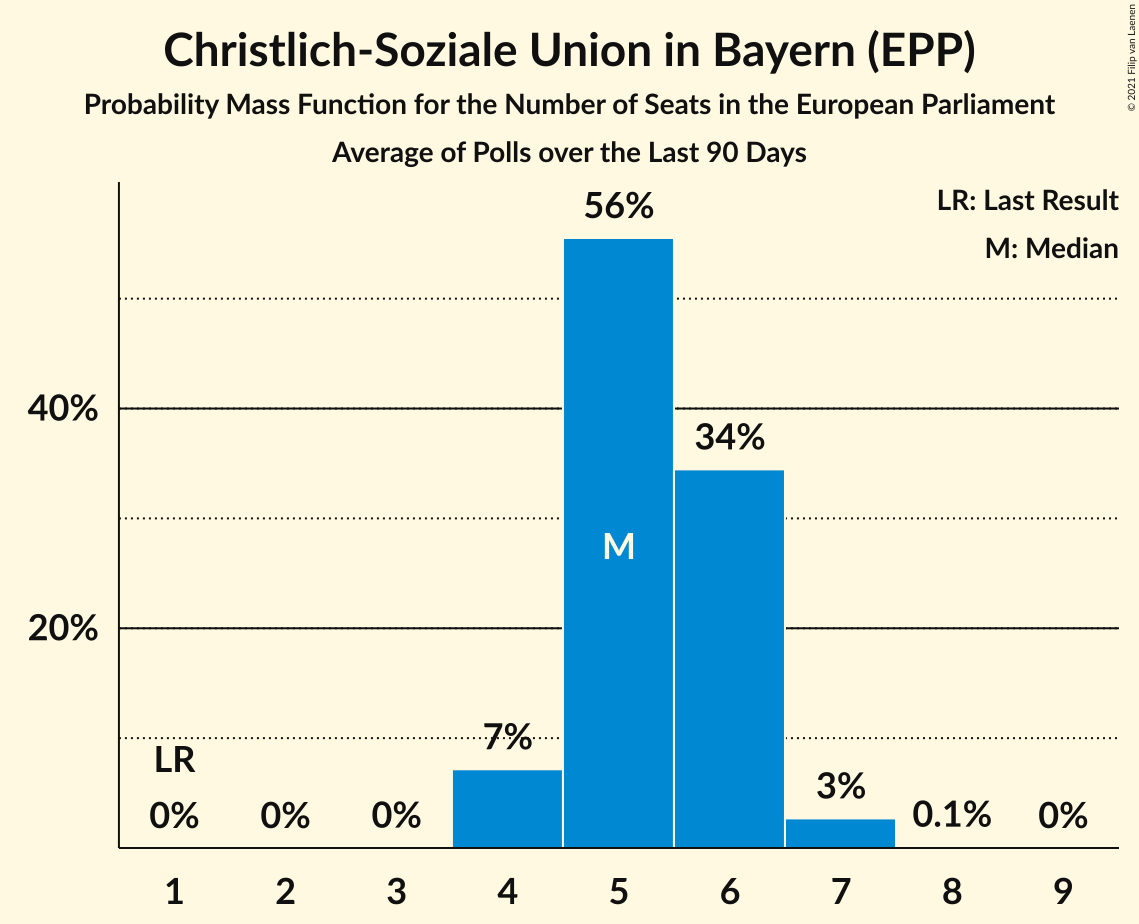 Christlich-Soziale Union in Bayern (EPP)
Probability Mass Function for the Number of Seats in the European Parliament
Average of Polls over the Last 90 Days
© 2021 Filip van Laenen
LR: Last Result
M: Median
56%
40%
34%
M
20%
7%
LR
3%
0% 0% 0% 0.1% 0%
1 2 3 4 5 6 7 8 9